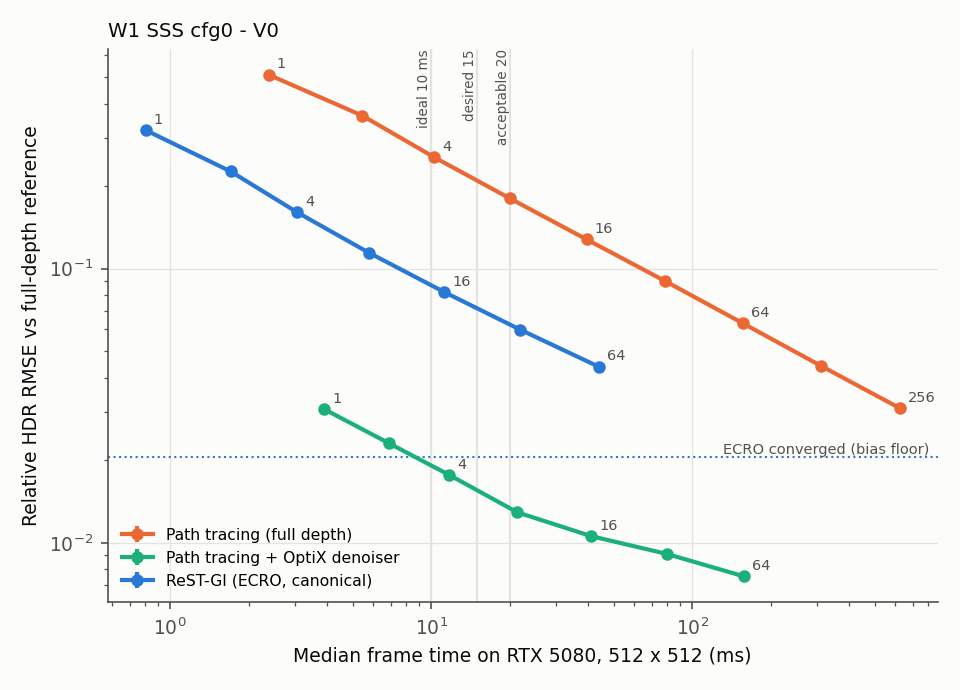 W1 SSS cfg0 - V0
Relative HDR RMSE vs full-depth reference
10⁻¹
10⁻²
ideal 10 ms
desired 15
acceptable 20
1
4
16
64
256
1
4
16
64
1
4
16
64
ECRO converged (bias floor)
Path tracing (full depth)
Path tracing + OptiX denoiser
ReST-GI (ECRO, canonical)
10⁰
10¹
10²
Median frame time on RTX 5080, 512 x 512 (ms)